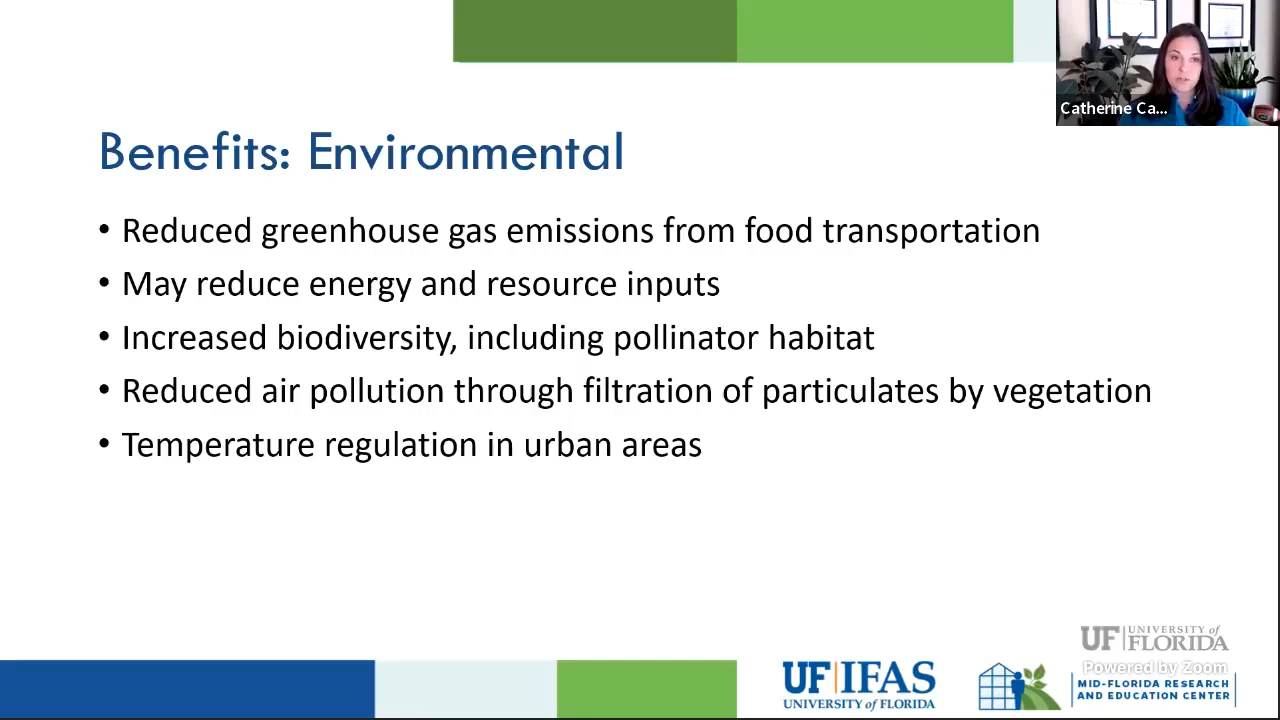 Catherine Ca...
Benefits: Environmental
• Reduced greenhouse gas emissions from food transportation
• May reduce energy and resource inputs
• Increased biodiversity, including pollinator habitat
• Reduced air pollution through filtration of particulates by vegetation
• Temperature regulation in urban areas
UF UNIVERSITY of FLORIDA
Powered by Zoom
UF IFAS
UNIVERSITY of FLORIDA
MID-FLORIDA RESEARCH
AND EDUCATION CENTER